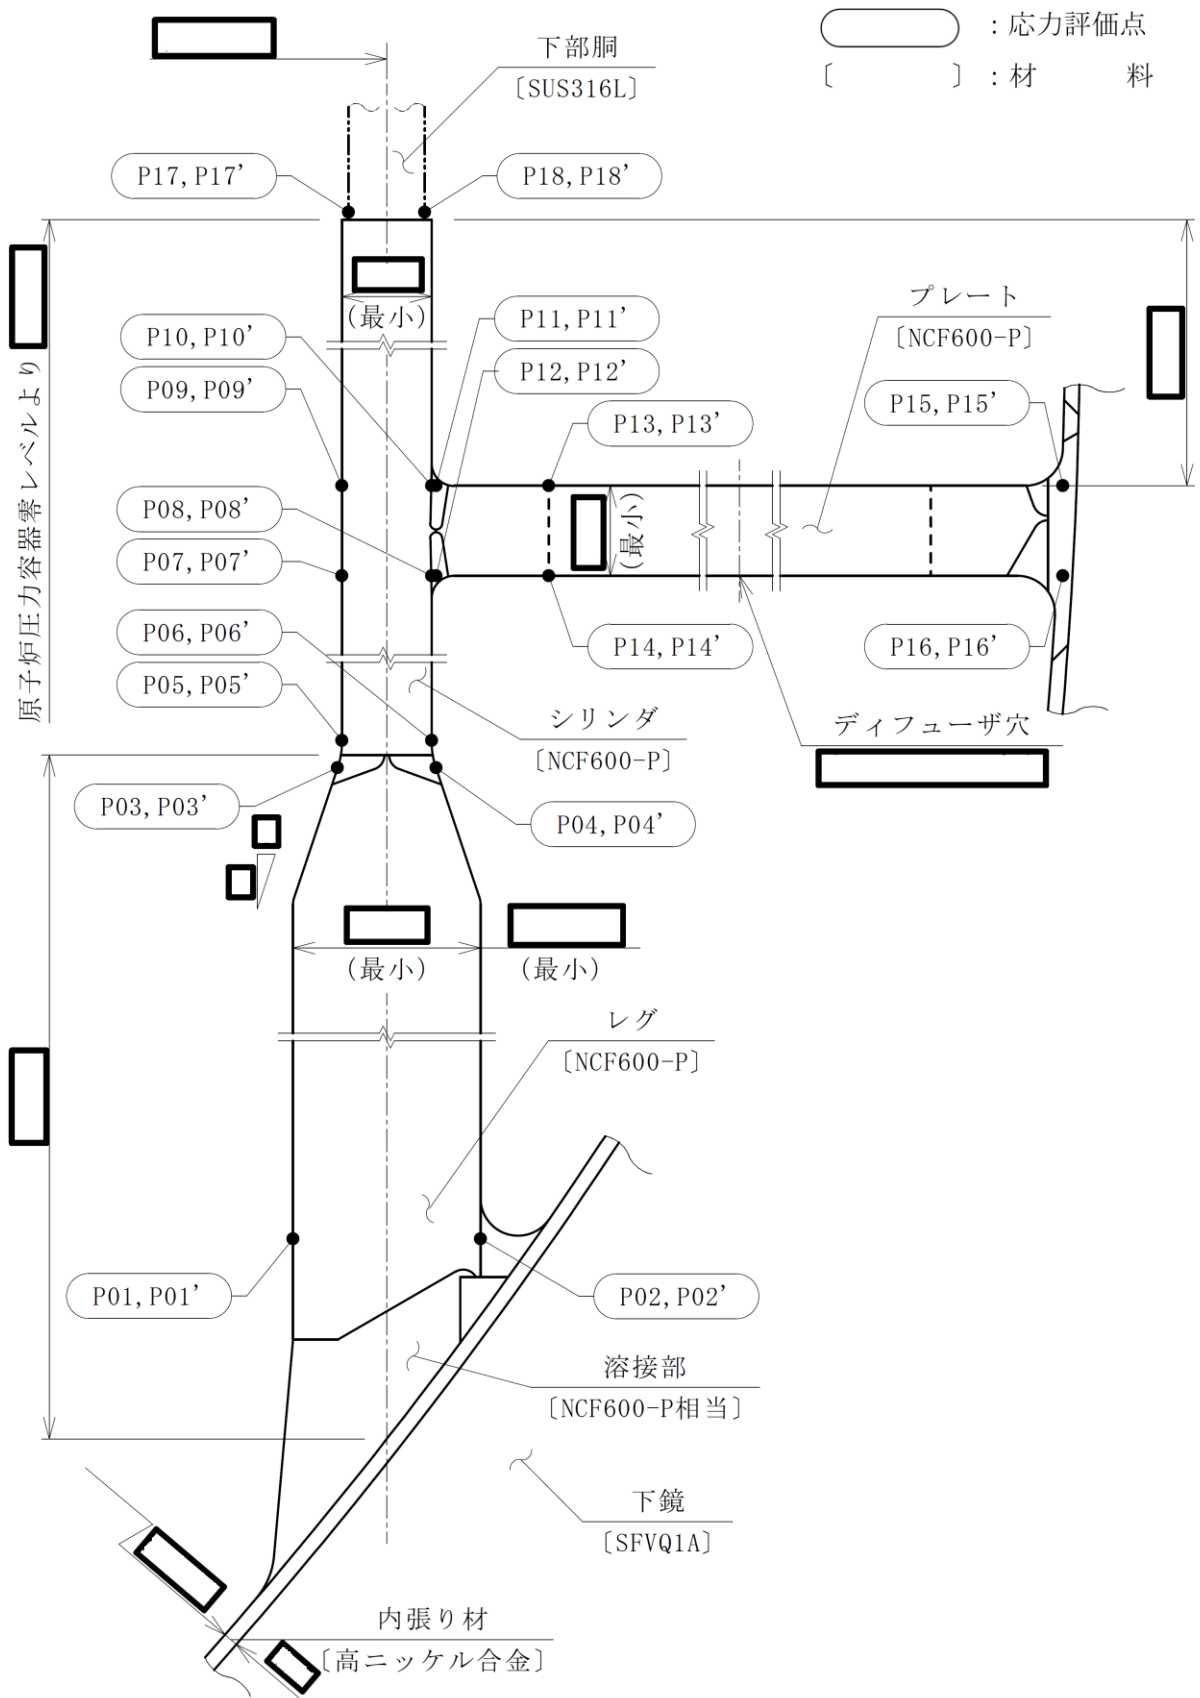 ：応力評価点
〔　　　　〕：材　　料
下部胴
〔SUS316L〕
P17, P17’
P18, P18’
(最小)
P10, P10’
P11, P11’
P09, P09’
P12, P12’
プレート
〔NCF600-P〕
P13, P13’
P15, P15’
原子炉圧力容器零レベルより
(最小)
P08, P08’
P07, P07’
P06, P06’
P14, P14’
P16, P16’
P05, P05’
シリンダ
〔NCF600-P〕
ディフューザ穴
P03, P03’
P04, P04’
(最小)
(最小)
レグ
〔NCF600-P〕
P01, P01’
P02, P02’
溶接部
〔NCF600-P相当〕
下鏡
〔SFVQ1A〕
内張り材
〔高ニッケル合金〕